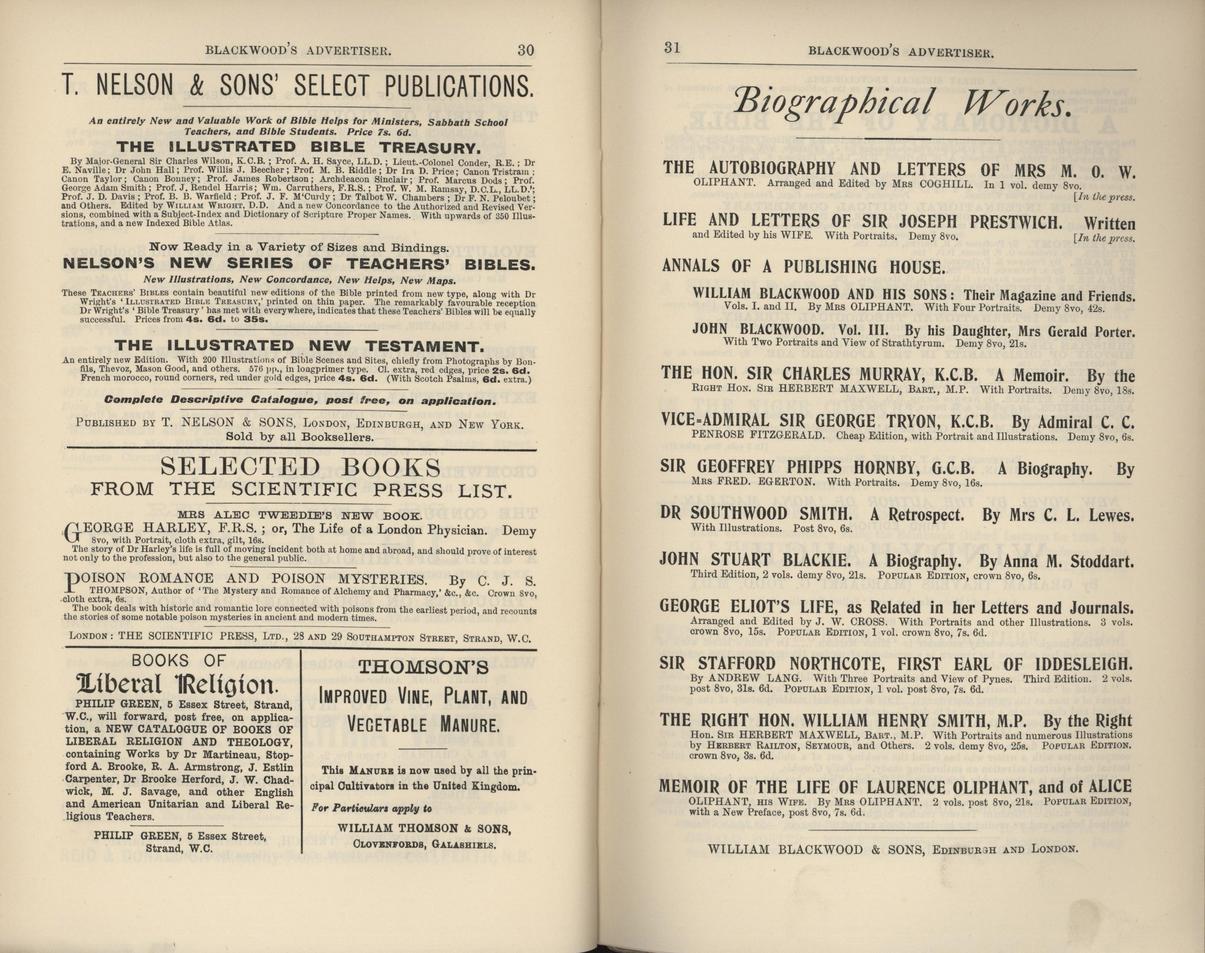 BLACKWOOD'S ADVERTISER. 30
T. NELSON & SONS' SELECT PUBLICATIONS.
An entirely New and Valuable Work of Bible Helps for Ministers, Sabbath School
Teachers, and Bible Students. Price 7s. 6d.
THE ILLUSTRATED BIBLE TREASURY.
By Major-General Sir Charles Wilson, K.C.B.; Prof. A. H. Sayce, LL.D.; Lieut.-Colonel Conder, R.E.; Dr
E. Naville; Dr John Hall; Prof. Willis J. Beecher; Prof. M. B. Riddle; Dr Ira D. Price; Canon Tristram;
Canon Taylor; Canon Bonney; Prof. James Robertson; Archdeacon Sinclair; Prof. Marcus Dods; Prof.
George Adam Smith; Prof. J. Rendel Harris; Wm. Carruthers, F.R.S.; Prof. W. M. Ramsay, D.C.L., LL.D.;
Prof. J. D. Davis; Prof. B. B. Warfield; Prof. J. F. M'Curdy; Dr Talbot W. Chambers; Dr F. N. Peloubet;
and Others. Edited by WILLIAM WRIGHT, D.D. And a new Concordance to the Authorized and Revised Ver-
sions, combined with a Subject-Index and Dictionary of Scripture Proper Names. With upwards of 350 Illus-
trations, and a new Indexed Bible Atlas.
Now Ready in a Variety of Sizes and Bindings.
NELSON'S NEW SERIES OF TEACHERS' BIBLES.
New Illustrations, New Concordance, New Helps, New Maps.
These TEACHERS' BIBLES contain beautiful new editions of the Bible printed from new type, along with Dr
Wright's 'ILLUSTRATED BIBLE TREASURY,' printed on thin paper. The remarkably favourable reception
Dr Wright's 'Bible Treasury' has met with everywhere, indicates that these Teachers' Bibles will be equally
successful. Prices from 4s. 6d. to 35s.
THE ILLUSTRATED NEW TESTAMENT.
An entirely new Edition. With 200 Illustrations of Bible Scenes and Sites, chiefly from Photographs by Bon-
fils, Thevoz, Mason Good, and others. 576 pp., in longprimer type. Cl. extra, red edges, price 2s. 6d.
French morocco, round corners, red under gold edges, price 4s. 6d. (With Scotch Psalms, 6d. extra.)
Complete Descriptive Catalogue, post free, on application.
PUBLISHED BY T. NELSON & SONS, LONDON, EDINBURGH, AND NEW YORK.
Sold by all Booksellers.
SELECTED BOOKS
FROM THE SCIENTIFIC PRESS LIST.
MRS ALEC TWEEDIE'S NEW BOOK.
GEORGE HARLEY, F.R.S.; or, The Life of a London Physician. Demy
8vo, with Portrait, cloth extra, gilt, 16s.
The story of Dr Harley's life is full of moving incident both at home and abroad, and should prove of interest
not only to the profession, but also to the general public.
POISON ROMANCE AND POISON MYSTERIES. By C. J. S.
THOMPSON, Author of 'The Mystery and Romance of Alchemy and Pharmacy,' &c., &c. Crown 8vo,
cloth extra, 6s.
The book deals with historic and romantic lore connected with poisons from the earliest period, and recounts
the stories of some notable poison mysteries in ancient and modern times.
LONDON: THE SCIENTIFIC PRESS, LTD., 28 AND 29 SOUTHAMPTON STREET, STRAND, W.C.
BOOKS OF
Liberal Religion.
PHILIP GREEN, 5 Essex Street, Strand,
W.C., will forward, post free, on applica-
tion, a NEW CATALOGUE OF BOOKS OF
LIBERAL RELIGION AND THEOLOGY,
containing Works by Dr Martineau, Stop-
ford A. Brooke, R. A. Armstrong, J. Estlin
Carpenter, Dr Brooke Herford, J. W. Chad-
wick, M. J. Savage, and other English
and American Unitarian and Liberal Re-
ligious Teachers.
PHILIP GREEN, 5 Essex Street,
Strand, W.C.
THOMSON'S
IMPROVED VINE, PLANT, AND
VEGETABLE MANURE.
This MANURE is now used by all the prin-
cipal Cultivators in the United Kingdom.
For Particulars apply to
WILLIAM THOMSON & SONS,
CLOVENFORDS, GALASHIELS.
31 BLACKWOOD'S ADVERTISER.
Biographical Works.
THE AUTOBIOGRAPHY AND LETTERS OF MRS M. O. W.
OLIPHANT. Arranged and Edited by MRS COGHILL. In 1 vol. demy 8vo.
[In the press.
LIFE AND LETTERS OF SIR JOSEPH PRESTWICH. Written
and Edited by his WIFE. With Portraits. Demy 8vo. [In the press.
ANNALS OF A PUBLISHING HOUSE.
WILLIAM BLACKWOOD AND HIS SONS: Their Magazine and Friends.
Vols. I. and II. By MRS OLIPHANT. With Four Portraits. Demy 8vo, 42s.
JOHN BLACKWOOD. Vol. III. By his Daughter, Mrs Gerald Porter.
With Two Portraits and View of Strathtyrum. Demy 8vo, 21s.
THE HON. SIR CHARLES MURRAY, K.C.B. A Memoir. By the
RIGHT HON. SIR HERBERT MAXWELL, BART., M.P. With Portraits. Demy 8vo, 18s.
VICE-ADMIRAL SIR GEORGE TRYON, K.C.B. By Admiral C. C.
PENROSE FITZGERALD. Cheap Edition, with Portrait and Illustrations. Demy 8vo, 6s.
SIR GEOFFREY PHIPPS HORNBY, G.C.B. A Biography. By
MRS FRED. EGERTON. With Portraits. Demy 8vo, 16s.
DR SOUTHWOOD SMITH. A Retrospect. By Mrs C. L. Lewes.
With Illustrations. Post 8vo, 6s.
JOHN STUART BLACKIE. A Biography. By Anna M. Stoddart.
Third Edition, 2 vols. demy 8vo, 21s. POPULAR EDITION, crown 8vo, 6s.
GEORGE ELIOT'S LIFE, as Related in her Letters and Journals.
Arranged and Edited by J. W. CROSS. With Portraits and other Illustrations. 3 vols.
crown 8vo, 15s. POPULAR EDITION, 1 vol. crown 8vo, 7s. 6d.
SIR STAFFORD NORTHCOTE, FIRST EARL OF IDDESLEIGH.
By ANDREW LANG. With Three Portraits and View of Pynes. Third Edition. 2 vols.
post 8vo, 31s. 6d. POPULAR EDITION, 1 vol. post 8vo, 7s. 6d.
THE RIGHT HON. WILLIAM HENRY SMITH, M.P. By the Right
Hon. SIR HERBERT MAXWELL, BART., M.P. With Portraits and numerous Illustrations
by HERBERT RAILTON, SEYMOUR, and Others. 2 vols. demy 8vo, 25s. POPULAR EDITION.
crown 8vo, 3s. 6d.
MEMOIR OF THE LIFE OF LAURENCE OLIPHANT, and of ALICE
OLIPHANT, HIS WIFE. By MRS OLIPHANT. 2 vols. post 8vo, 21s. POPULAR EDITION,
with a New Preface, post 8vo, 7s. 6d.
WILLIAM BLACKWOOD & SONS, EDINBURGH AND LONDON.